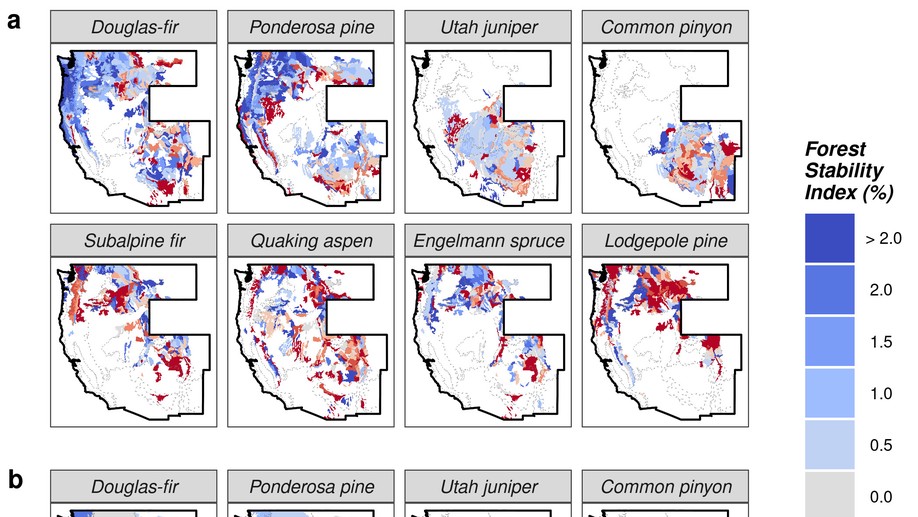 a
Douglas-fir
Ponderosa pine
Utah juniper
Common pinyon
Subalpine fir
Quaking aspen
Engelmann spruce
Lodgepole pine
Forest
Stability
Index (%)
> 2.0
2.0
1.5
1.0
0.5
0.0
b
Douglas-fir
Ponderosa pine
Utah juniper
Common pinyon